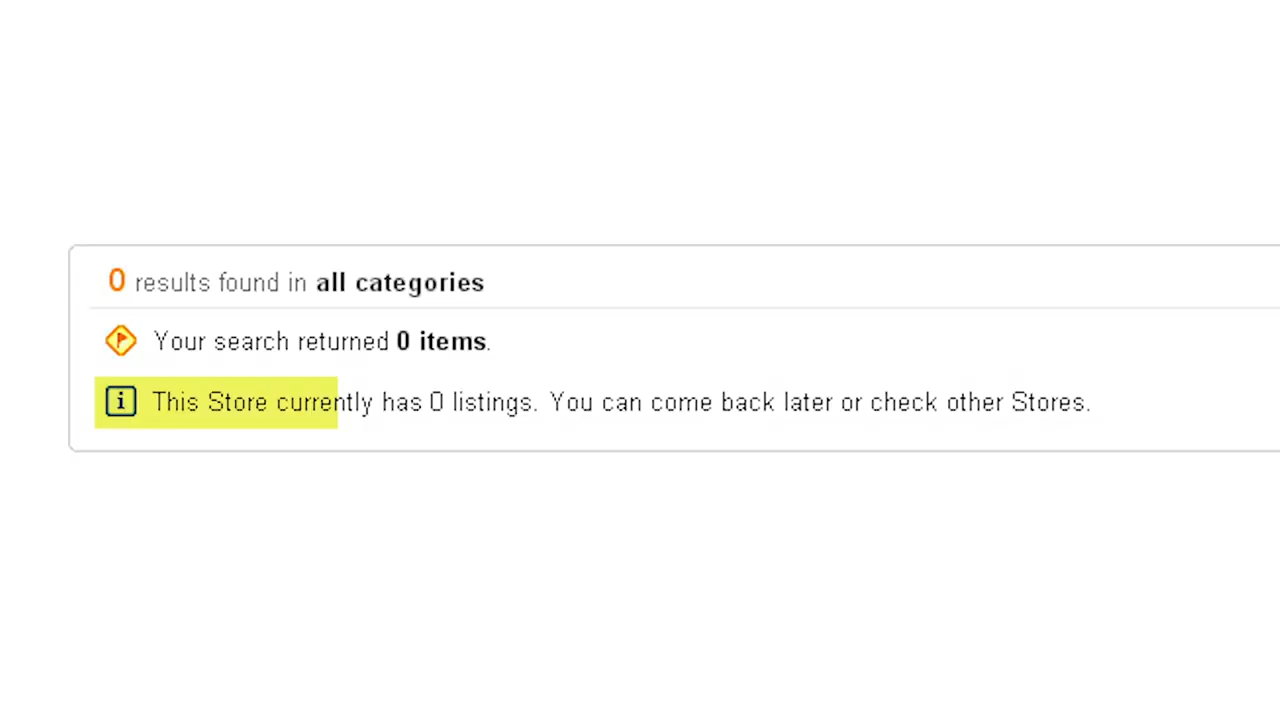 0 results found in all categories
Your search returned 0 items.
This Store currently has 0 listings. You can come back later or check other Stores.